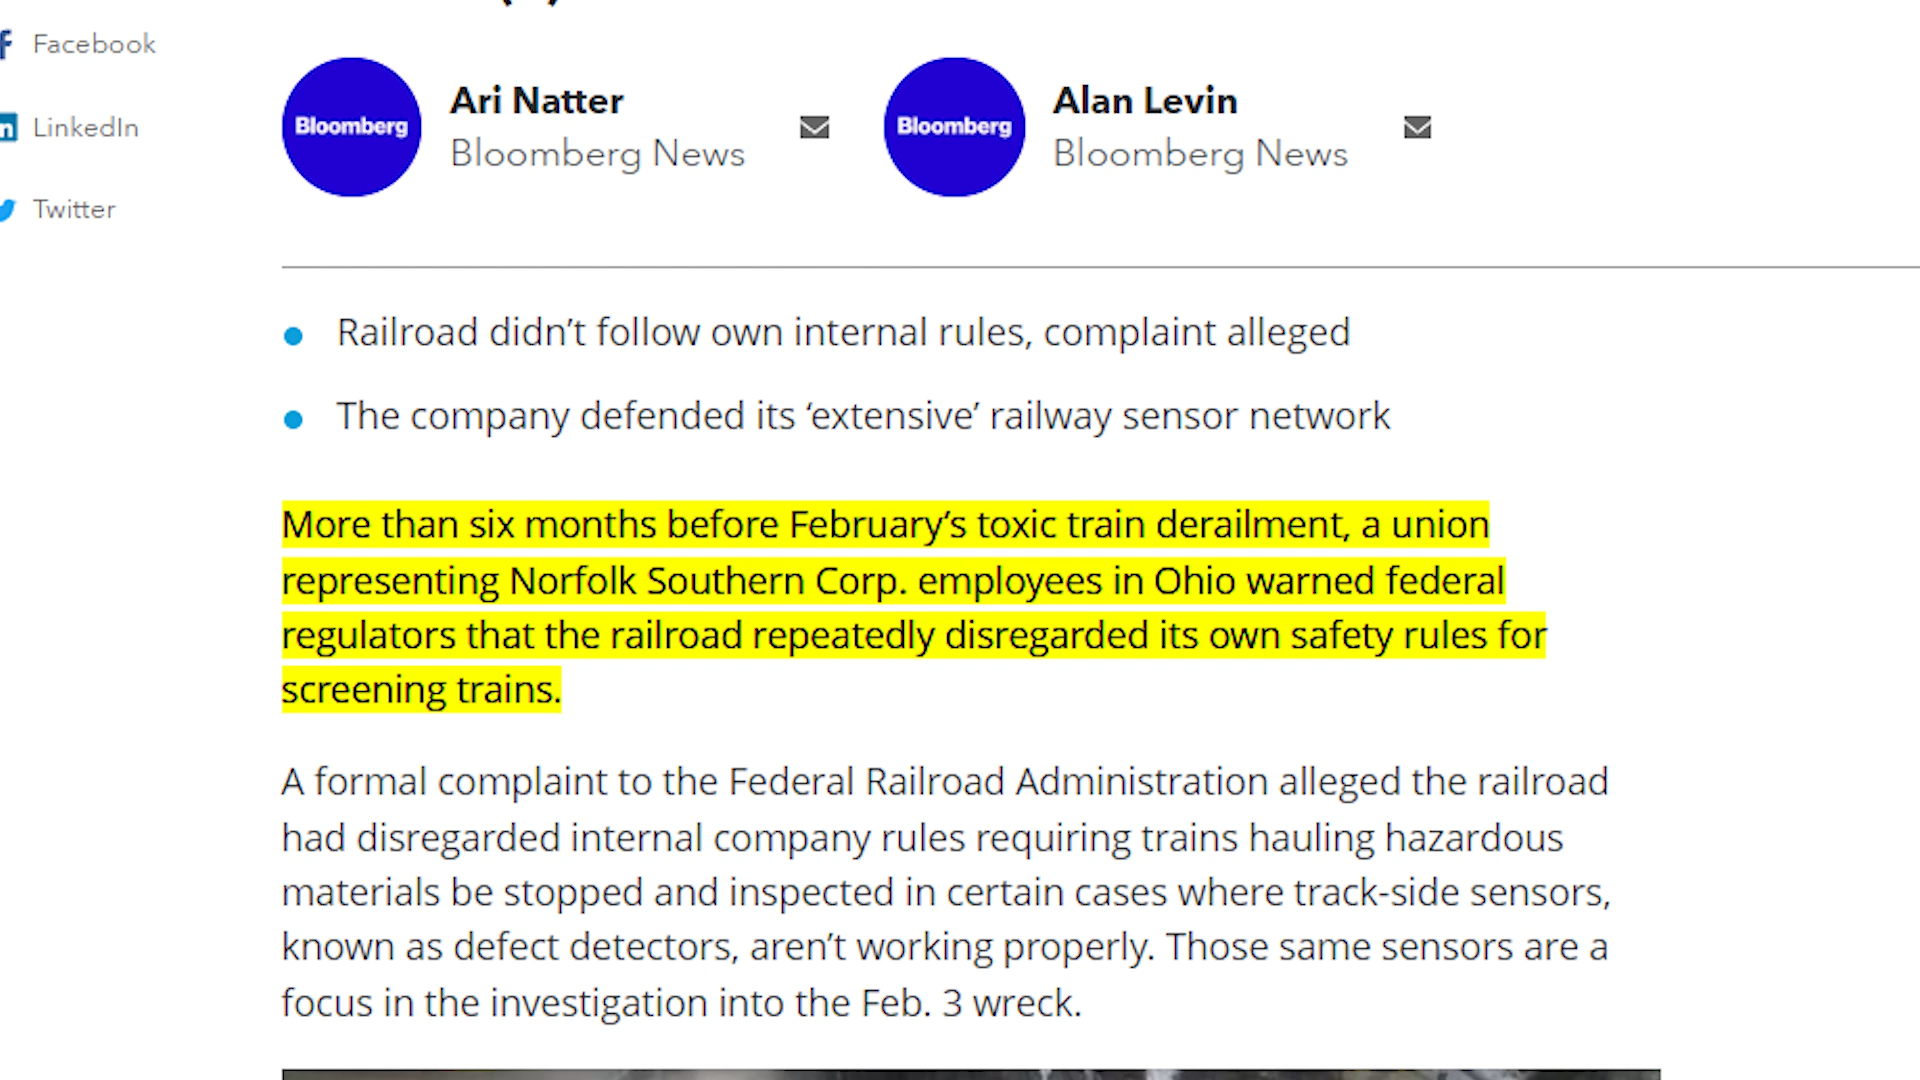 Facebook
LinkedIn
Twitter
Bloomberg
Ari Natter
Bloomberg News
Bloomberg
Alan Levin
Bloomberg News
Railroad didn’t follow own internal rules, complaint alleged
The company defended its ‘extensive’ railway sensor network
More than six months before February’s toxic train derailment, a union
representing Norfolk Southern Corp. employees in Ohio warned federal
regulators that the railroad repeatedly disregarded its own safety rules for
screening trains.
A formal complaint to the Federal Railroad Administration alleged the railroad
had disregarded internal company rules requiring trains hauling hazardous
materials be stopped and inspected in certain cases where track-side sensors,
known as defect detectors, aren’t working properly. Those same sensors are a
focus in the investigation into the Feb. 3 wreck.